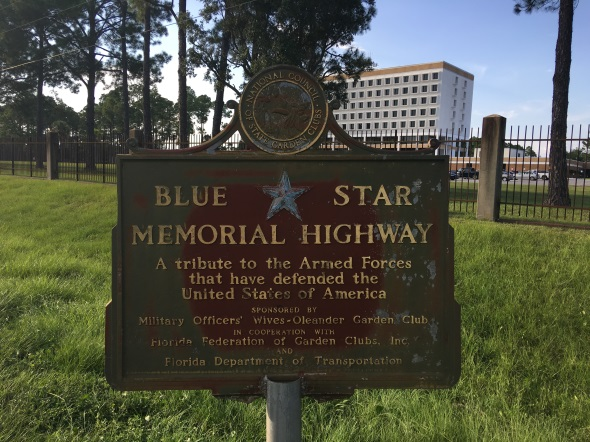 NATIONAL COUNCIL OF
STATE GARDEN CLUBS
BLUE STAR
MEMORIAL HIGHWAY
A tribute to the Armed Forces
that have defended the
United States of America
SPONSORED BY
Military Officers' Wives-Oleander Garden Club
IN COOPERATION WITH
Florida Federation of Garden Clubs, Inc.
AND
Florida Department of Transportation